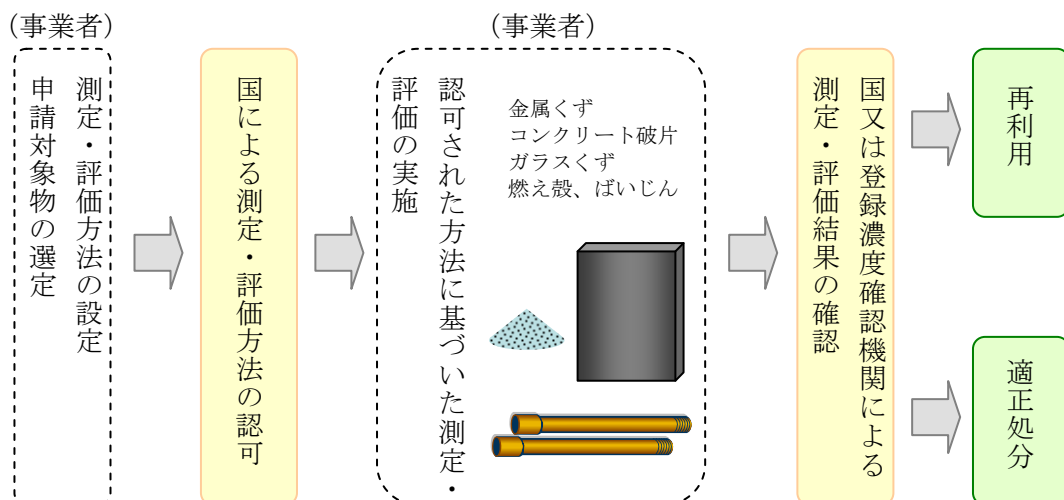 (事業者)
測定・評価方法の設定
申請対象物の選定
国による測定・評価方法の認可
(事業者)
認可された方法に基づいた測定・
評価の実施
金属くず
コンクリート破片
ガラスくず
燃え殻、ばいじん
国又は登録濃度確認機関による
測定・評価結果の確認
再利用
適正処分